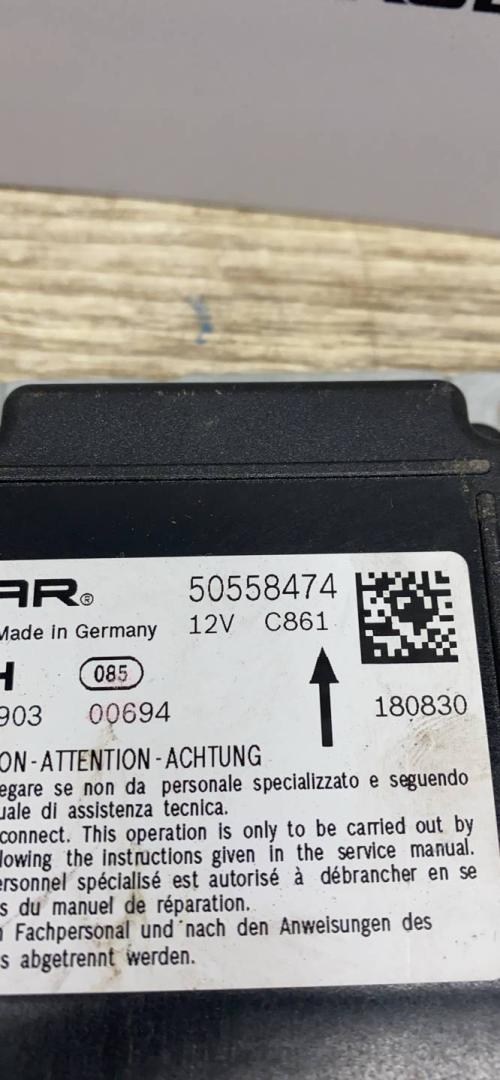 AR®
50558474
Made in Germany
12V C861
H
085
903 00694
180830
ON-ATTENTION-ACHTUNG
egare se non da personale specializzato e seguendo
uale di assistenza tecnica.
connect. This operation is only to be carried out by
lowing the instructions given in the service manual.
ersonnel spécialisé est autorisé à débrancher en se
s du manuel de réparation.
n Fachpersonal und nach den Anweisungen des
s abgetrennt werden.